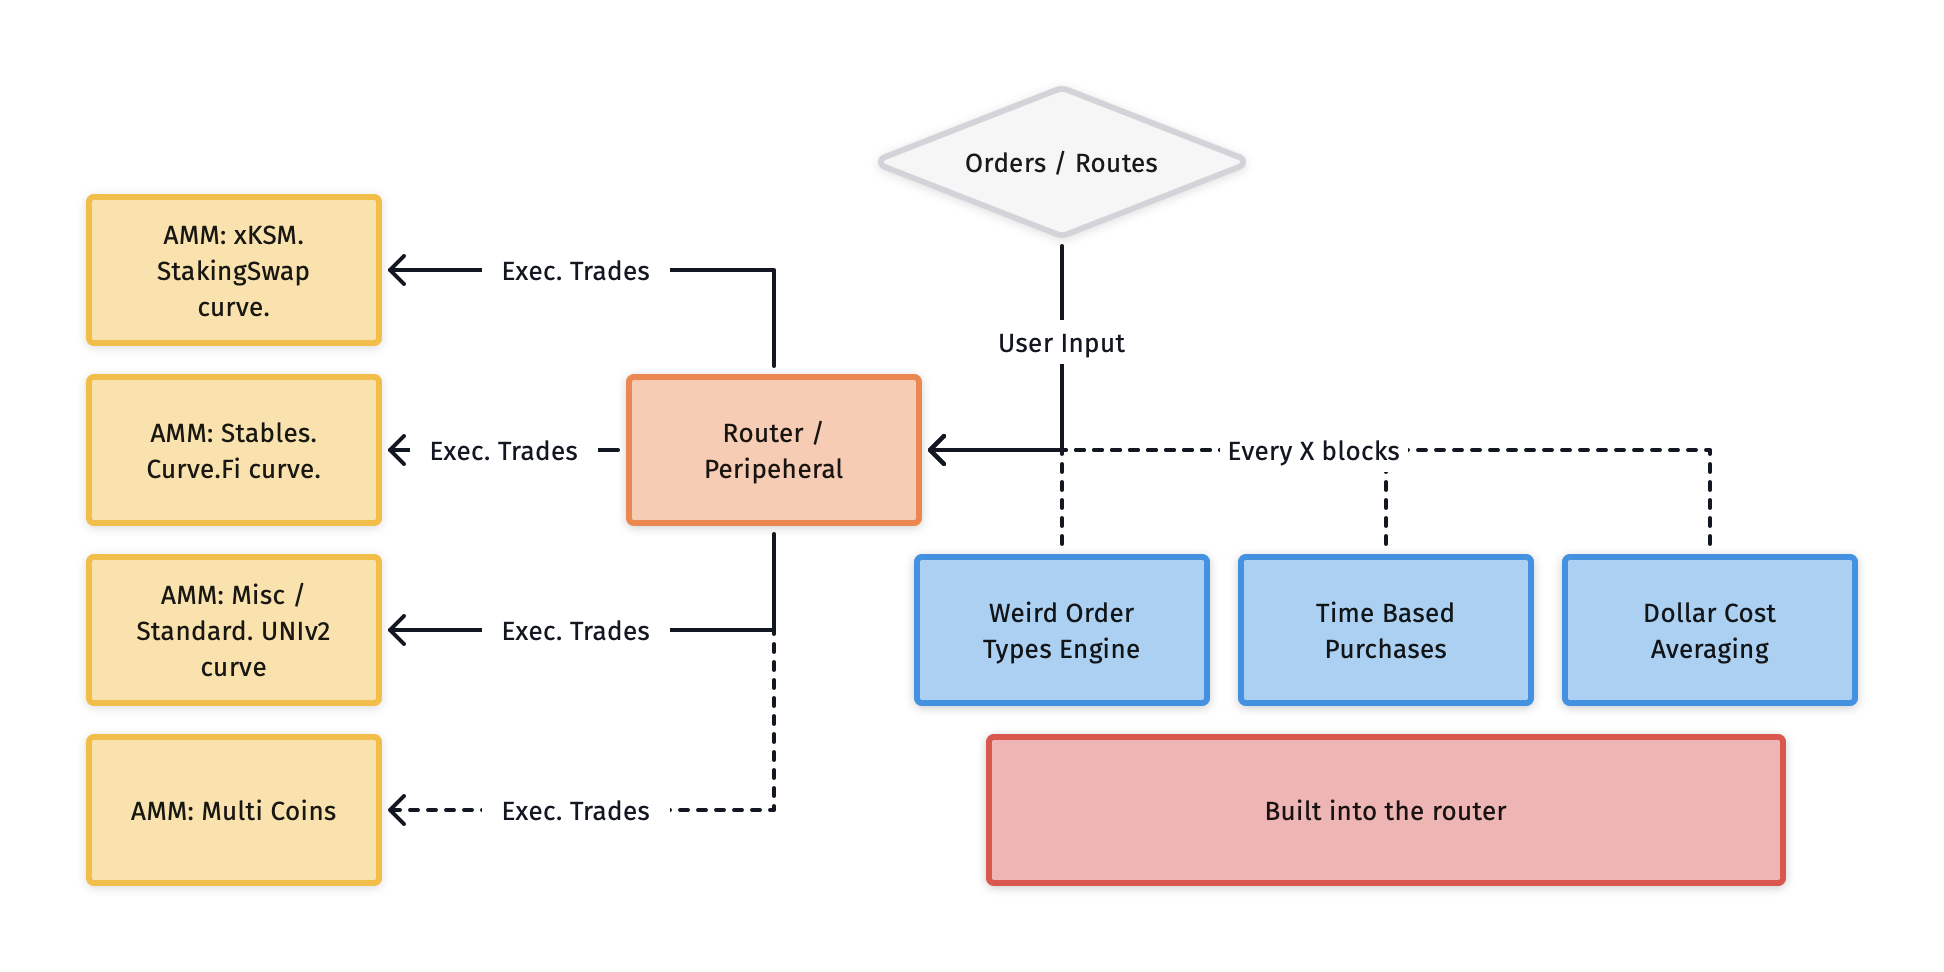 Orders / Routes
AMM: xKSM.
StakingSwap
curve.
Exec. Trades
User Input
AMM: Stables.
Curve.Fi curve.
Exec. Trades
Router /
Peripeheral
Every X blocks
AMM: Misc /
Standard. UNIv2
curve
Exec. Trades
Weird Order
Types Engine
Time Based
Purchases
Dollar Cost
Averaging
AMM: Multi Coins
Exec. Trades
Built into the router